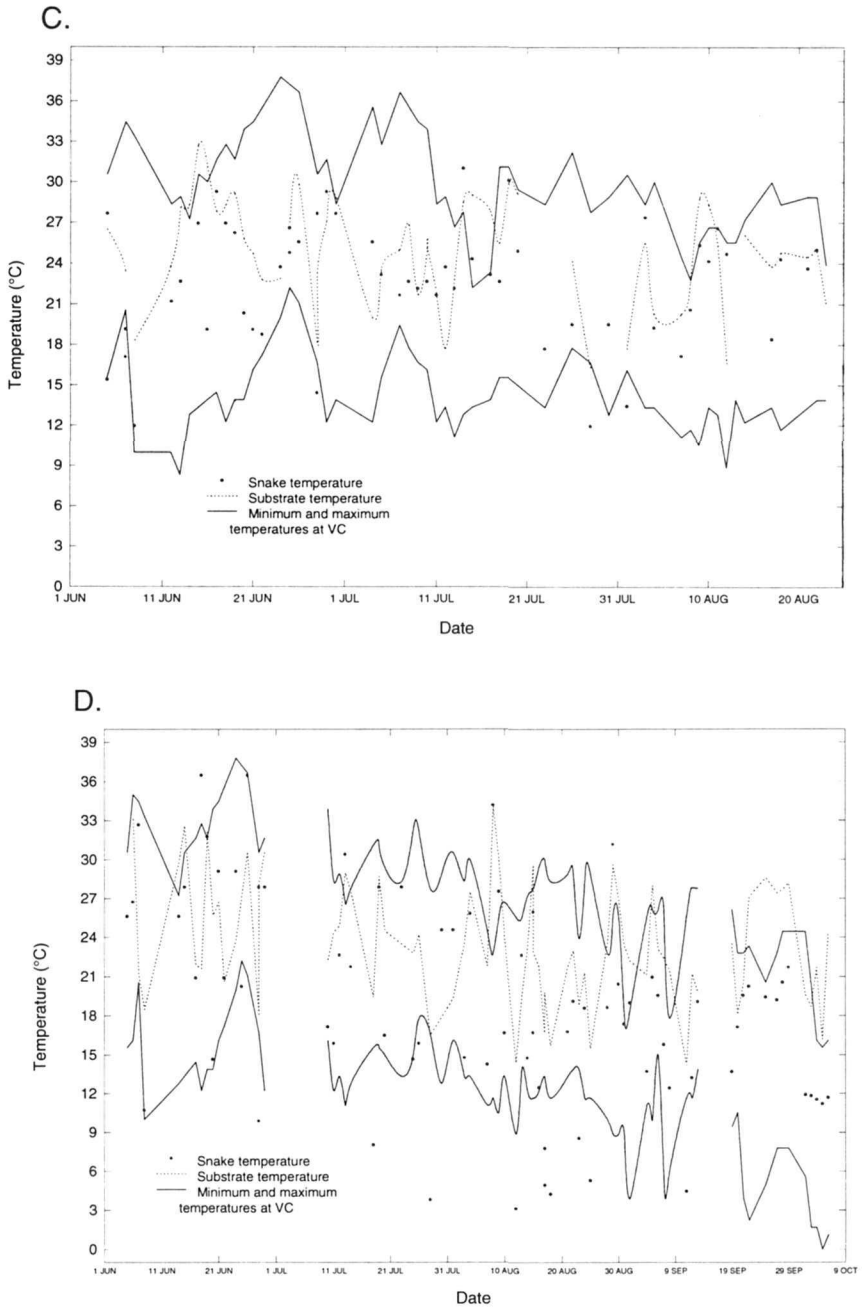 C.
Temperature (°C)
39
36
33
30
27
24
21
18
15
12
9
6
3
0
Snake temperature
Substrate temperature
Minimum and maximum
temperatures at VC
1 JUN 11 JUN 21 JUN 1 JUL 11 JUL 21 JUL 31 JUL 10 AUG 20 AUG
Date
D.
Temperature (°C)
39
36
33
30
27
24
21
18
15
12
9
6
3
0
Snake temperature
Substrate temperature
Minimum and maximum
temperatures at VC
1 JUN 11 JUN 21 JUN 1 JUL 11 JUL 21 JUL 31 JUL 10 AUG 20 AUG 30 AUG 9 SEP 19 SEP 29 SEP 9 OCT
Date